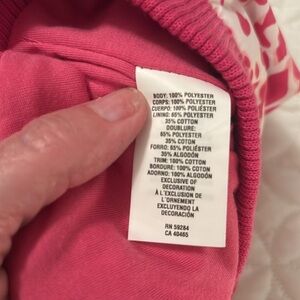 BODY: 100% POLYESTER
CORPS: 100% POLYESTER
CUERPO: 100% POLIÉSTER
LINING: 65% POLYESTER
35% COTTON
DOUBLURE:
65% POLYESTER
35% COTON
FORRO: 65% POLIÉSTER
35% ALGODÓN
TRIM: 100% COTTON
BORDURE: 100% COTON
ADORNO: 100% ALGODÓN
EXCLUSIVE OF
DECORATION
À L'EXCLUSION DE
L'ORNEMENT
EXCLUYENDO LA
DECORACIÓN
RN 59284
CA 40465